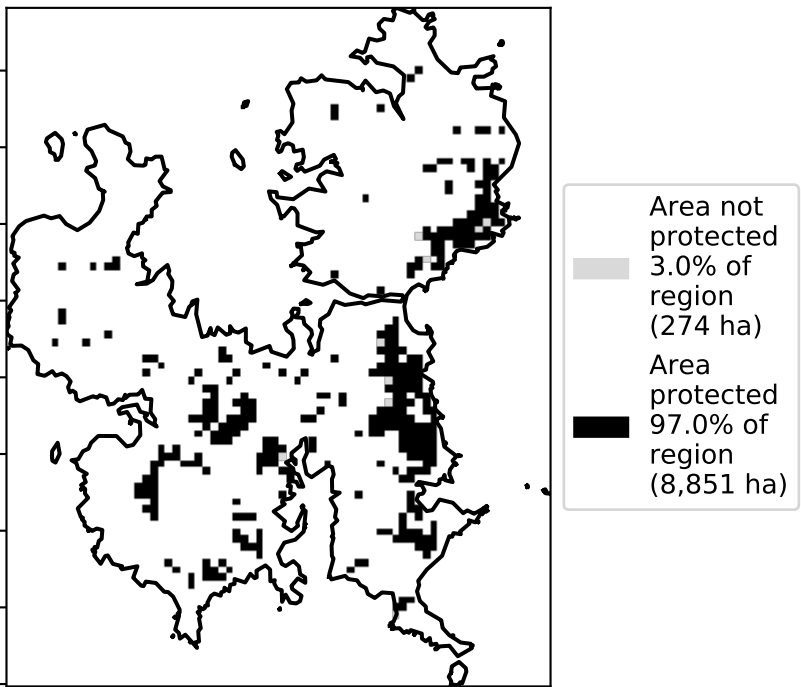 Area not
protected
3.0% of
region
(274 ha)
Area
protected
97.0% of
region
(8,851 ha)